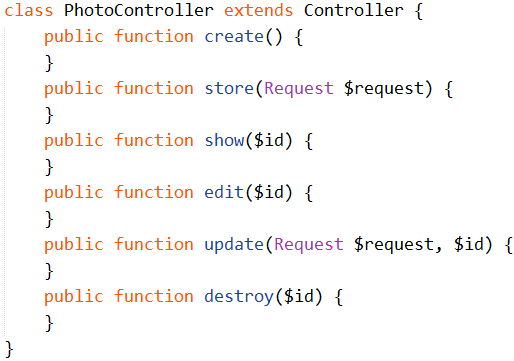 class PhotoController extends Controller {
    public function create() {
    }
    public function store(Request $request) {
    }
    public function show($id) {
    }
    public function edit($id) {
    }
    public function update(Request $request, $id) {
    }
    public function destroy($id) {
    }
}